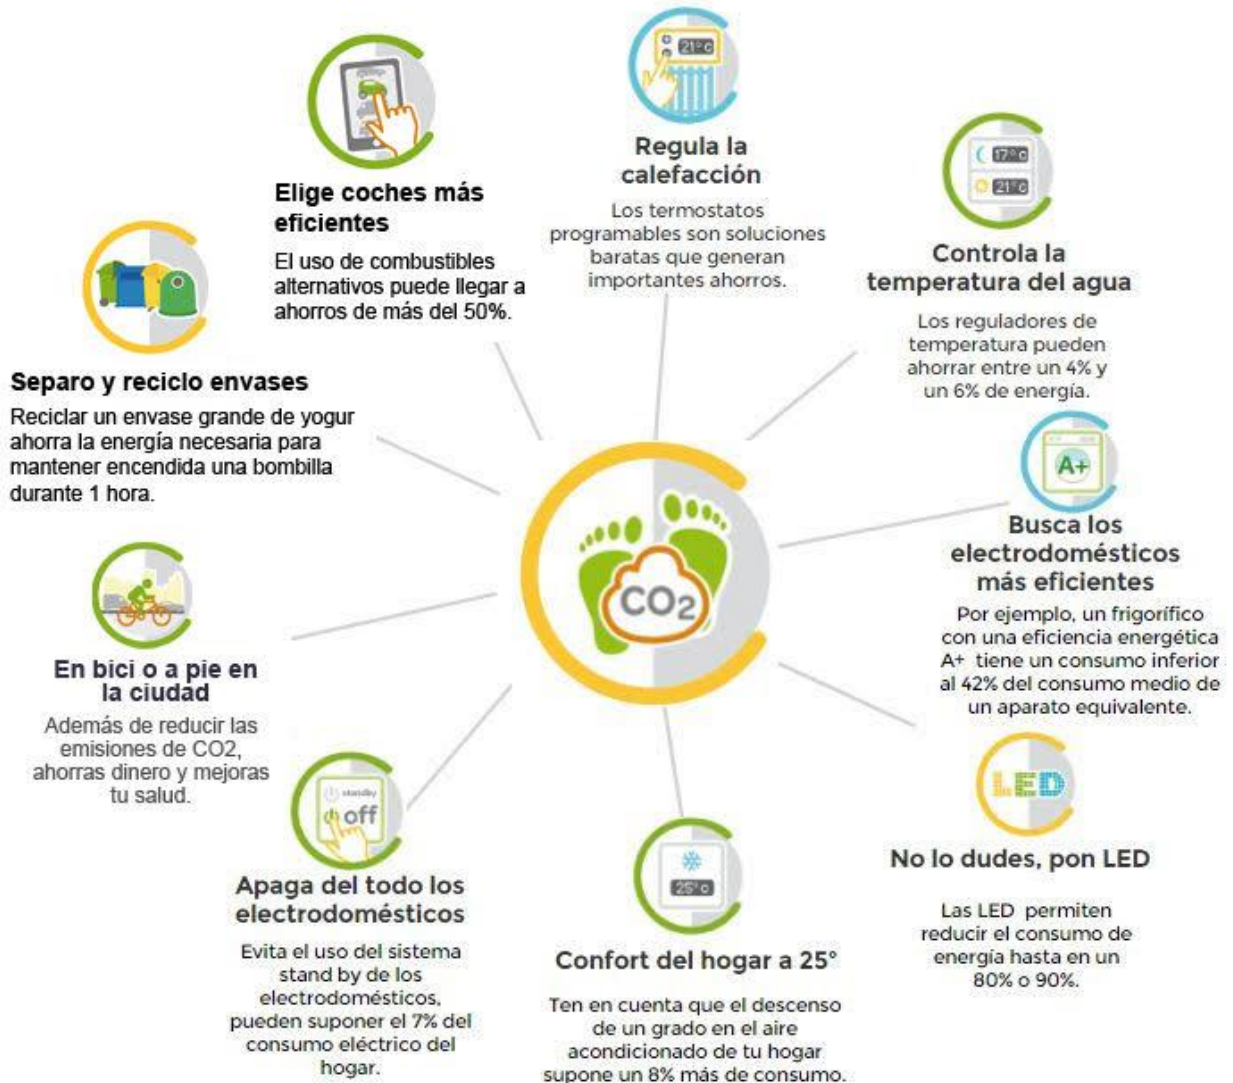 21°c
Regula la
calefacción
Los termostatos
programables son soluciones
baratas que generan
importantes ahorros.
17°c
21°c
Controla la
temperatura del agua
Los reguladores de
temperatura pueden
ahorrar entre un 4% y
un 6% de energía.
A+
Busca los
electrodomésticos
más eficientes
Por ejemplo, un frigorífico
con una eficiencia energética
A+ tiene un consumo inferior
al 42% del consumo medio de
un aparato equivalente.
LED
No lo dudes, pon LED
Las LED permiten
reducir el consumo de
energía hasta en un
80% o 90%.
25°c
Confort del hogar a 25°
Ten en cuenta que el descenso
de un grado en el aire
acondicionado de tu hogar
supone un 8% más de consumo.
standby
off
Apaga del todo los
electrodomésticos
Evita el uso del sistema
stand by de los
electrodomésticos,
pueden suponer el 7% del
consumo eléctrico del
hogar.
En bici o a pie en
la ciudad
Además de reducir las
emisiones de CO2,
ahorras dinero y mejoras
tu salud.
Separo y reciclo envases
Reciclar un envase grande de yogur
ahorra la energía necesaria para
mantener encendida una bombilla
durante 1 hora.
Elige coches más
eficientes
El uso de combustibles
alternativos puede llegar a
ahorros de más del 50%.
CO2